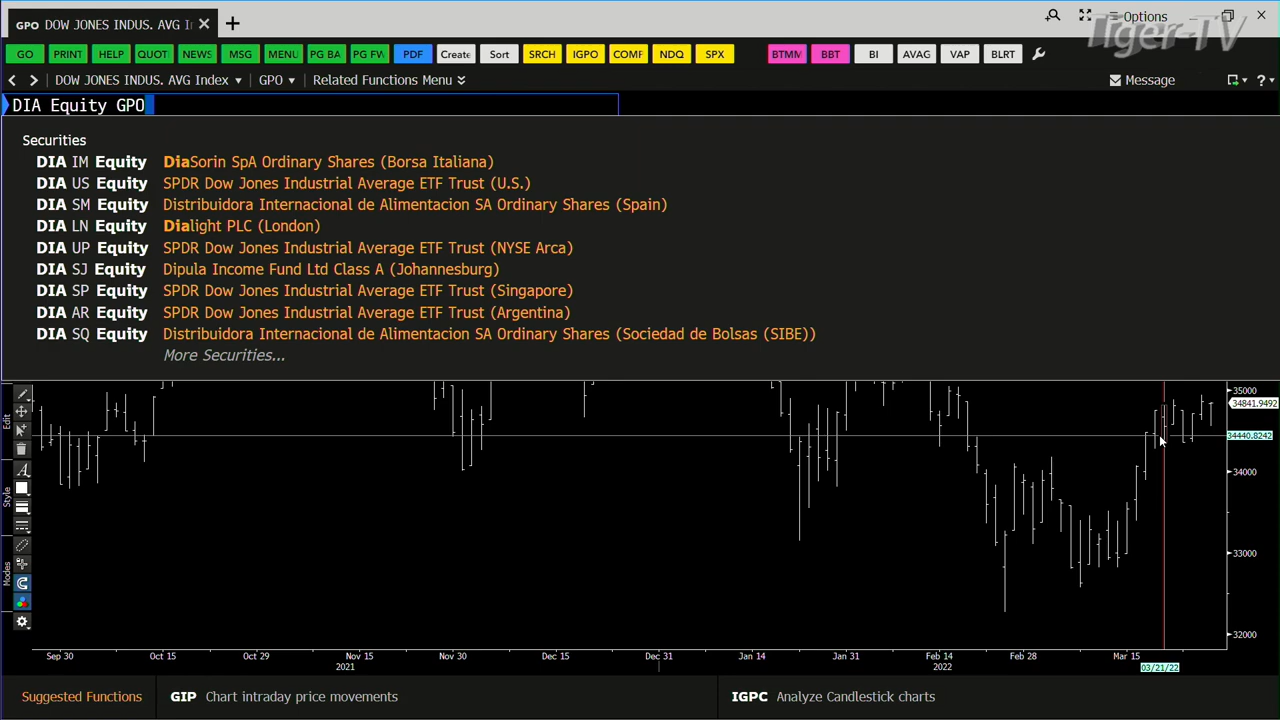 GPO DOW JONES INDUS. AVG I
Options
Tiger-TV
GO PRINT HELP QUOT NEWS MSG MENU PG BA PG FW PDF Create Sort SRCH IGPO COMF NDQ SPX BTMM BBT BI AVAG VAP BLRT
DOW JONES INDUS. AVG Index GPO Related Functions Menu Message ?
DIA Equity GPO
Securities
DIA IM Equity DiaSorin SpA Ordinary Shares (Borsa Italiana)
DIA US Equity SPDR Dow Jones Industrial Average ETF Trust (U.S.)
DIA SM Equity Distribuidora Internacional de Alimentacion SA Ordinary Shares (Spain)
DIA LN Equity Dialight PLC (London)
DIA UP Equity SPDR Dow Jones Industrial Average ETF Trust (NYSE Arca)
DIA SJ Equity Dipula Income Fund Ltd Class A (Johannesburg)
DIA SP Equity SPDR Dow Jones Industrial Average ETF Trust (Singapore)
DIA AR Equity SPDR Dow Jones Industrial Average ETF Trust (Argentina)
DIA SQ Equity Distribuidora Internacional de Alimentacion SA Ordinary Shares (Sociedad de Bolsas (SIBE))
More Securities...
Edit
Style
Modes
35000
34841.9492
34440.8242
34000
33000
32000
Sep 30 Oct 15 Oct 29 Nov 15 Nov 30 Dec 15 Dec 31 Jan 14 Jan 31 Feb 14 Feb 28 Mar 15
2021 2022 03/21/22
Suggested Functions GIP Chart intraday price movements IGPC Analyze Candlestick charts